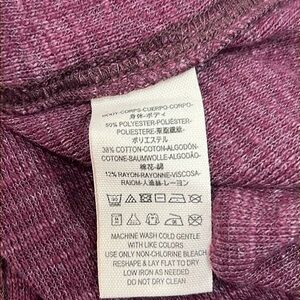 BODY-CORPS-CUERPO-CORPO-
身体-ボディ
50% POLYESTER-POLIÉSTER-
POLIESTERE-聚脂纖維-
ポリエステル
38% COTTON-COTON-ALGODÓN-
COTONE-BAUMWOLLE-ALGODÃO-
棉花-綿
12% RAYON-RAYONNE-VISCOSA-
RAION-人造絲-レーヨン
MACHINE WASH COLD GENTLE
WITH LIKE COLORS
USE ONLY NON-CHLORINE BLEACH
RESHAPE & LAY FLAT TO DRY
LOW IRON AS NEEDED
DO NOT DRY CLEAN